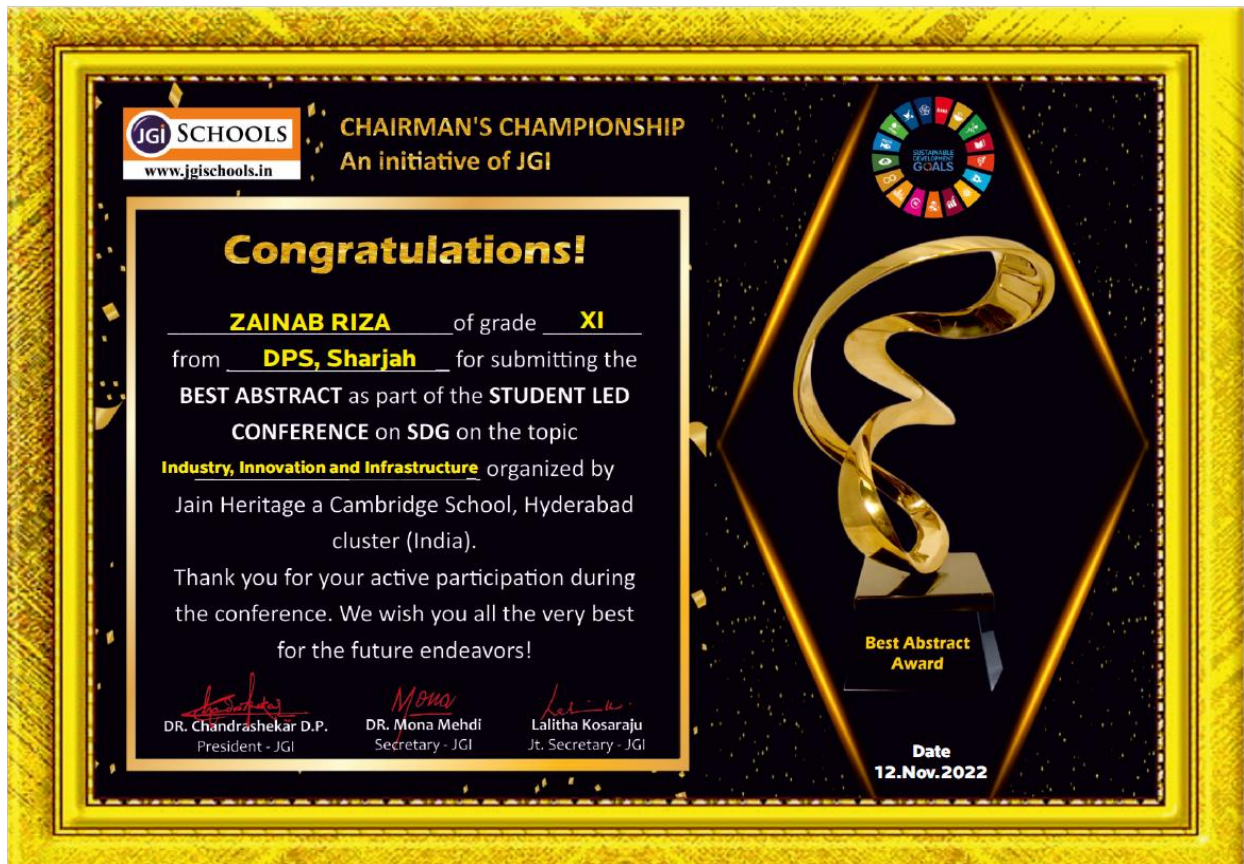 JGI SCHOOLS
www.jgischools.in
CHAIRMAN'S CHAMPIONSHIP
An initiative of JGI
SUSTAINABLE
DEVELOPMENT
GOALS
Congratulations!
ZAINAB RIZA of grade XI
from DPS, Sharjah for submitting the
BEST ABSTRACT as part of the STUDENT LED
CONFERENCE on SDG on the topic
Industry, Innovation and Infrastructure organized by
Jain Heritage a Cambridge School, Hyderabad
cluster (India).
Thank you for your active participation during
the conference. We wish you all the very best
for the future endeavors!
Mona
DR. Chandrashekar D.P.
President - JGI
DR. Mona Mehdi
Secretary - JGI
Lalitha Kosaraju
Jt. Secretary - JGI
Best Abstract
Award
Date
12.Nov.2022